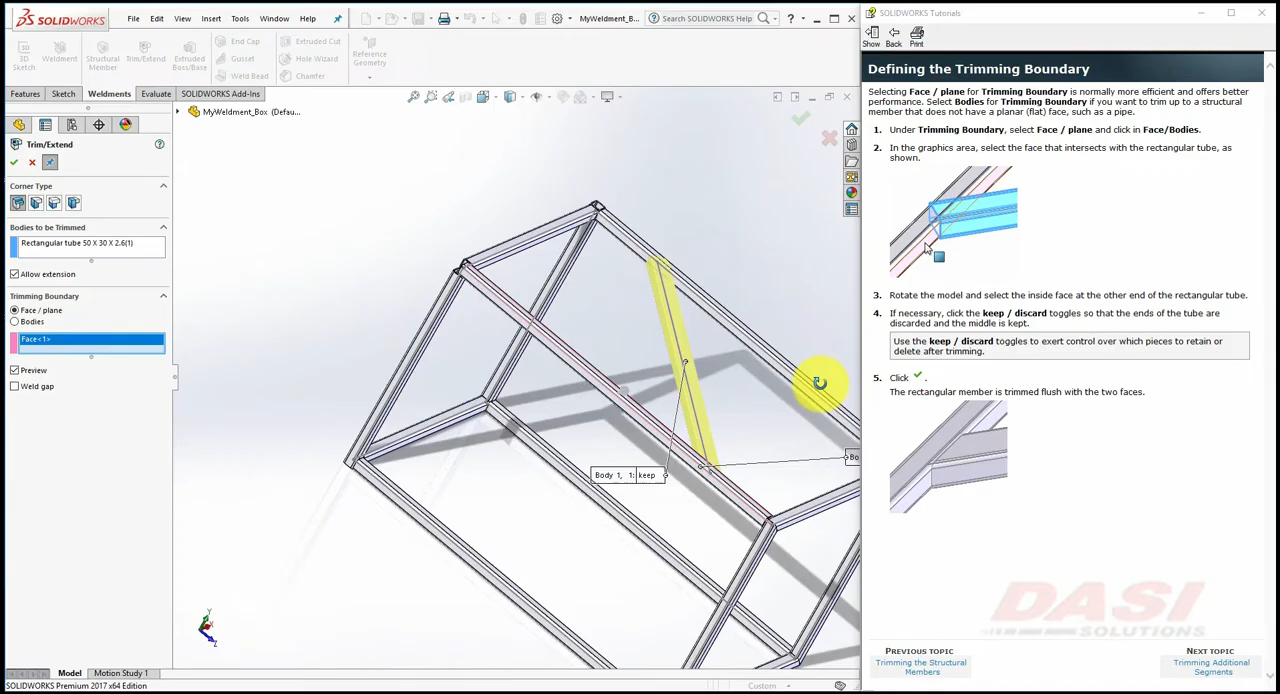 SOLIDWORKS
File
Edit
View
Insert
Tools
Window
Help
MyWeldment_B...
Search SOLIDWORKS Help
3D Sketch
Weldment
Structural Member
Trim/Extend
Extruded Boss/Base
End Cap
Gusset
Weld Bead
Extruded Cut
Hole Wizard
Chamfer
Reference Geometry
Features
Sketch
Weldments
Evaluate
SOLIDWORKS Add-Ins
MyWeldment_Box (Defau...
Trim/Extend
Corner Type
Bodies to be Trimmed
Rectangular tube 50 X 30 X 2.6(1)
Allow extension
Trimming Boundary
Face / plane
Bodies
Face<1>
Preview
Weld gap
Body 1, 1: keep
Bo
Y
X
Z
Model
Motion Study 1
SOLIDWORKS Premium 2017 x64 Edition
Custom
SOLIDWORKS Tutorials
Show
Back
Print
Defining the Trimming Boundary
Selecting Face / plane for Trimming Boundary is normally more efficient and offers better
performance. Select Bodies for Trimming Boundary if you want to trim up to a structural
member that does not have a planar (flat) face, such as a pipe.
1. Under Trimming Boundary, select Face / plane and click in Face/Bodies.
2. In the graphics area, select the face that intersects with the rectangular tube, as
shown.
3. Rotate the model and select the inside face at the other end of the rectangular tube.
4. If necessary, click the keep / discard toggles so that the ends of the tube are
discarded and the middle is kept.
Use the keep / discard toggles to exert control over which pieces to retain or
delete after trimming.
5. Click .
The rectangular member is trimmed flush with the two faces.
DASI
SOLUTIONS
PREVIOUS TOPIC
Trimming the Structural
Members
NEXT TOPIC
Trimming Additional
Segments